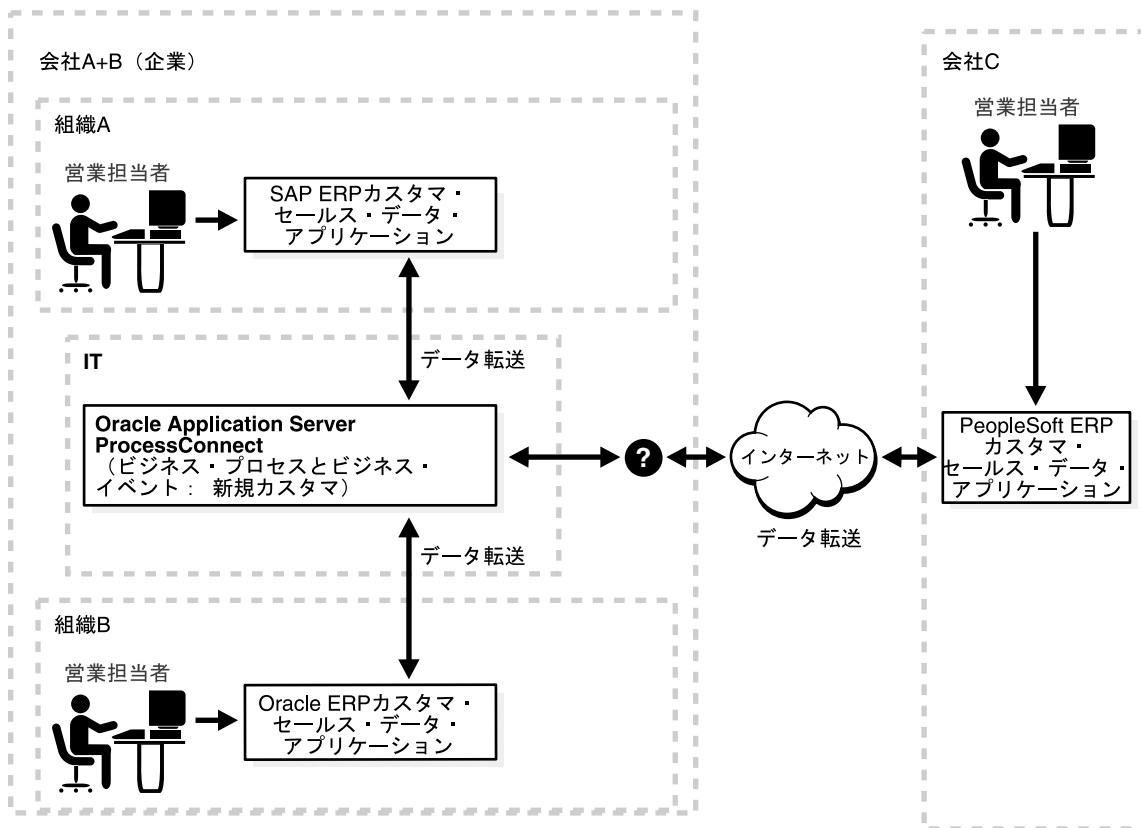 会社A+B（企業）
組織A
営業担当者
SAP ERPカスタマ・
セールス・データ・
アプリケーション
データ転送
IT
Oracle Application Server
ProcessConnect
（ビジネス・プロセスとビジネス・
イベント： 新規カスタマ）
?
データ転送
組織B
営業担当者
Oracle ERPカスタマ・
セールス・データ・
アプリケーション
インターネット
データ転送
会社C
営業担当者
PeopleSoft ERP
カスタマ・
セールス・データ・
アプリケーション